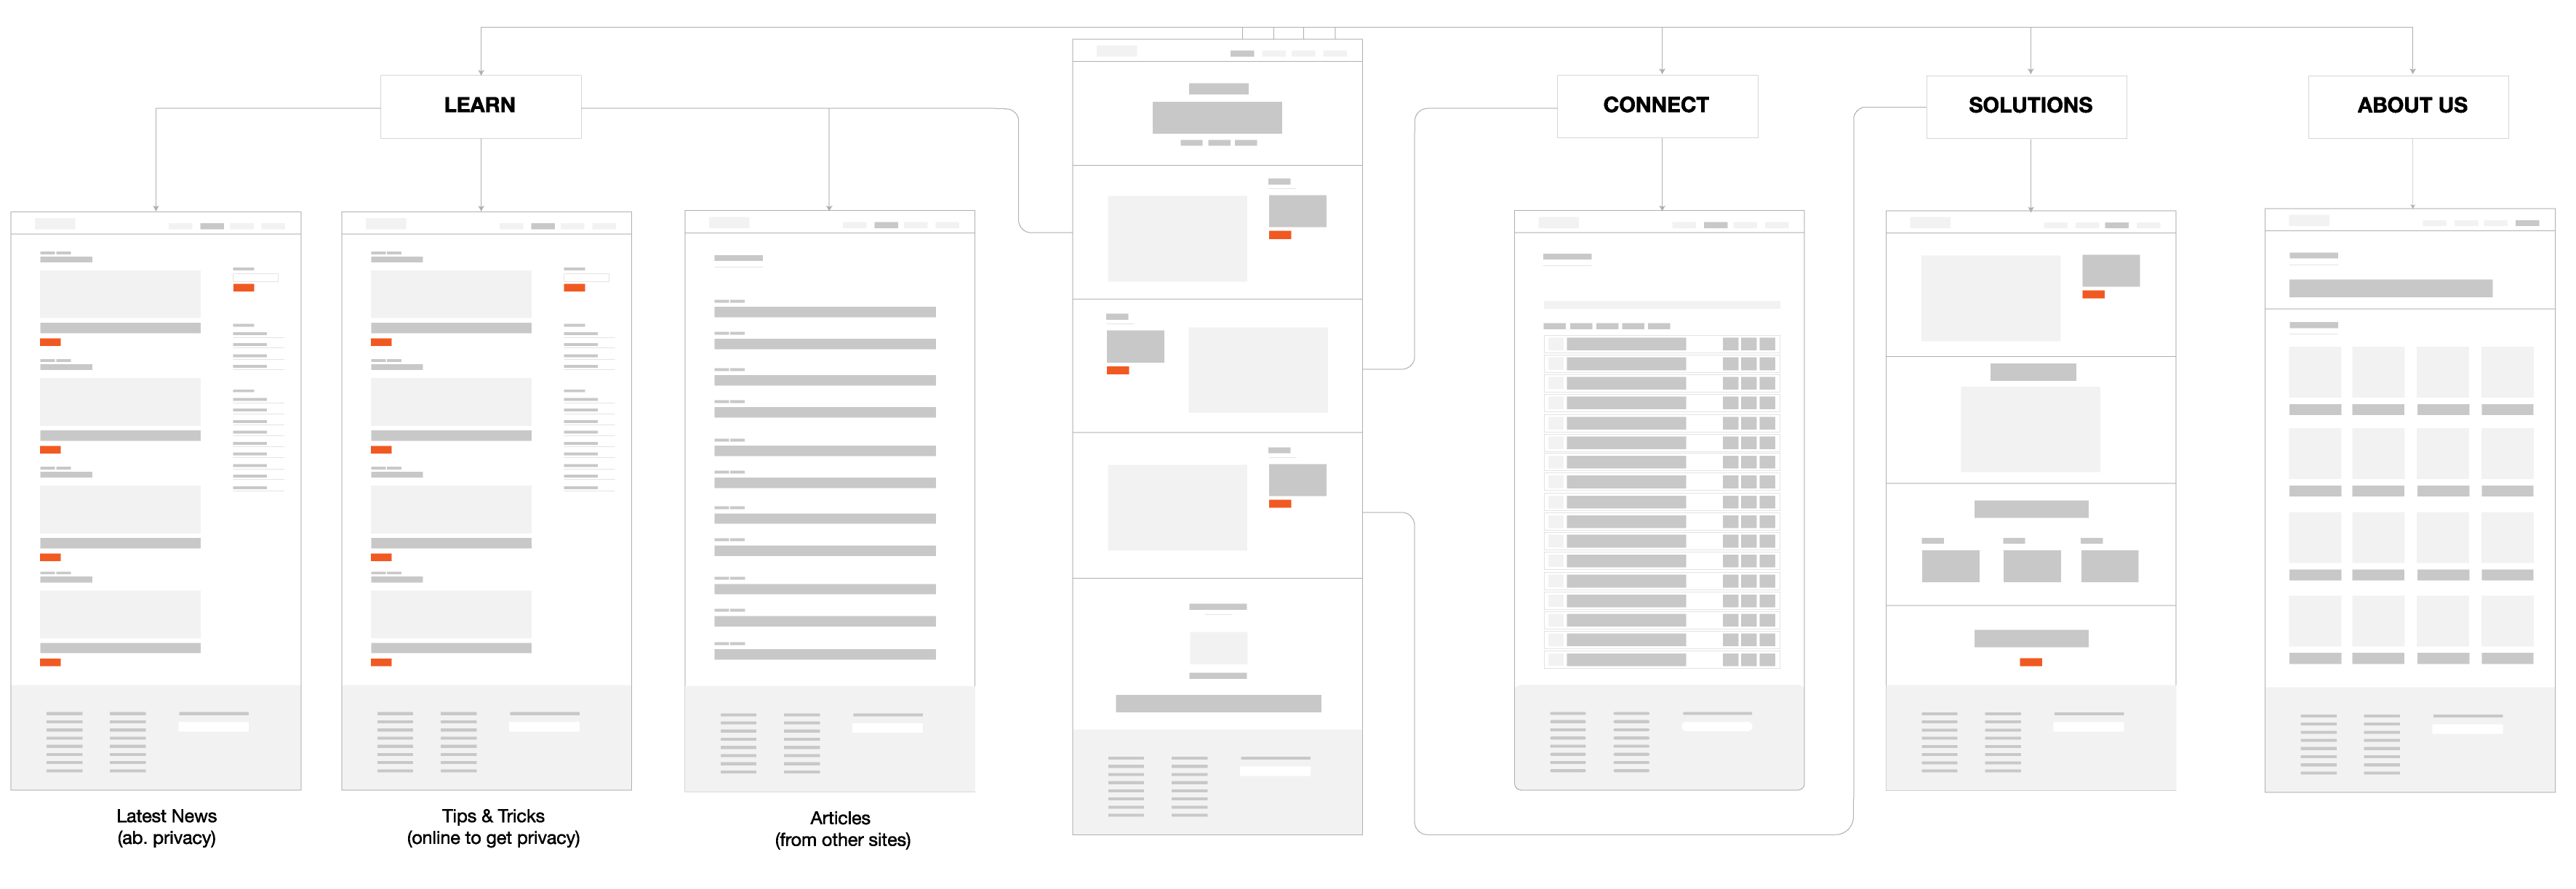 LEARN
CONNECT
SOLUTIONS
ABOUT US
Latest News
(ab. privacy)
Tips & Tricks
(online to get privacy)
Articles
(from other sites)